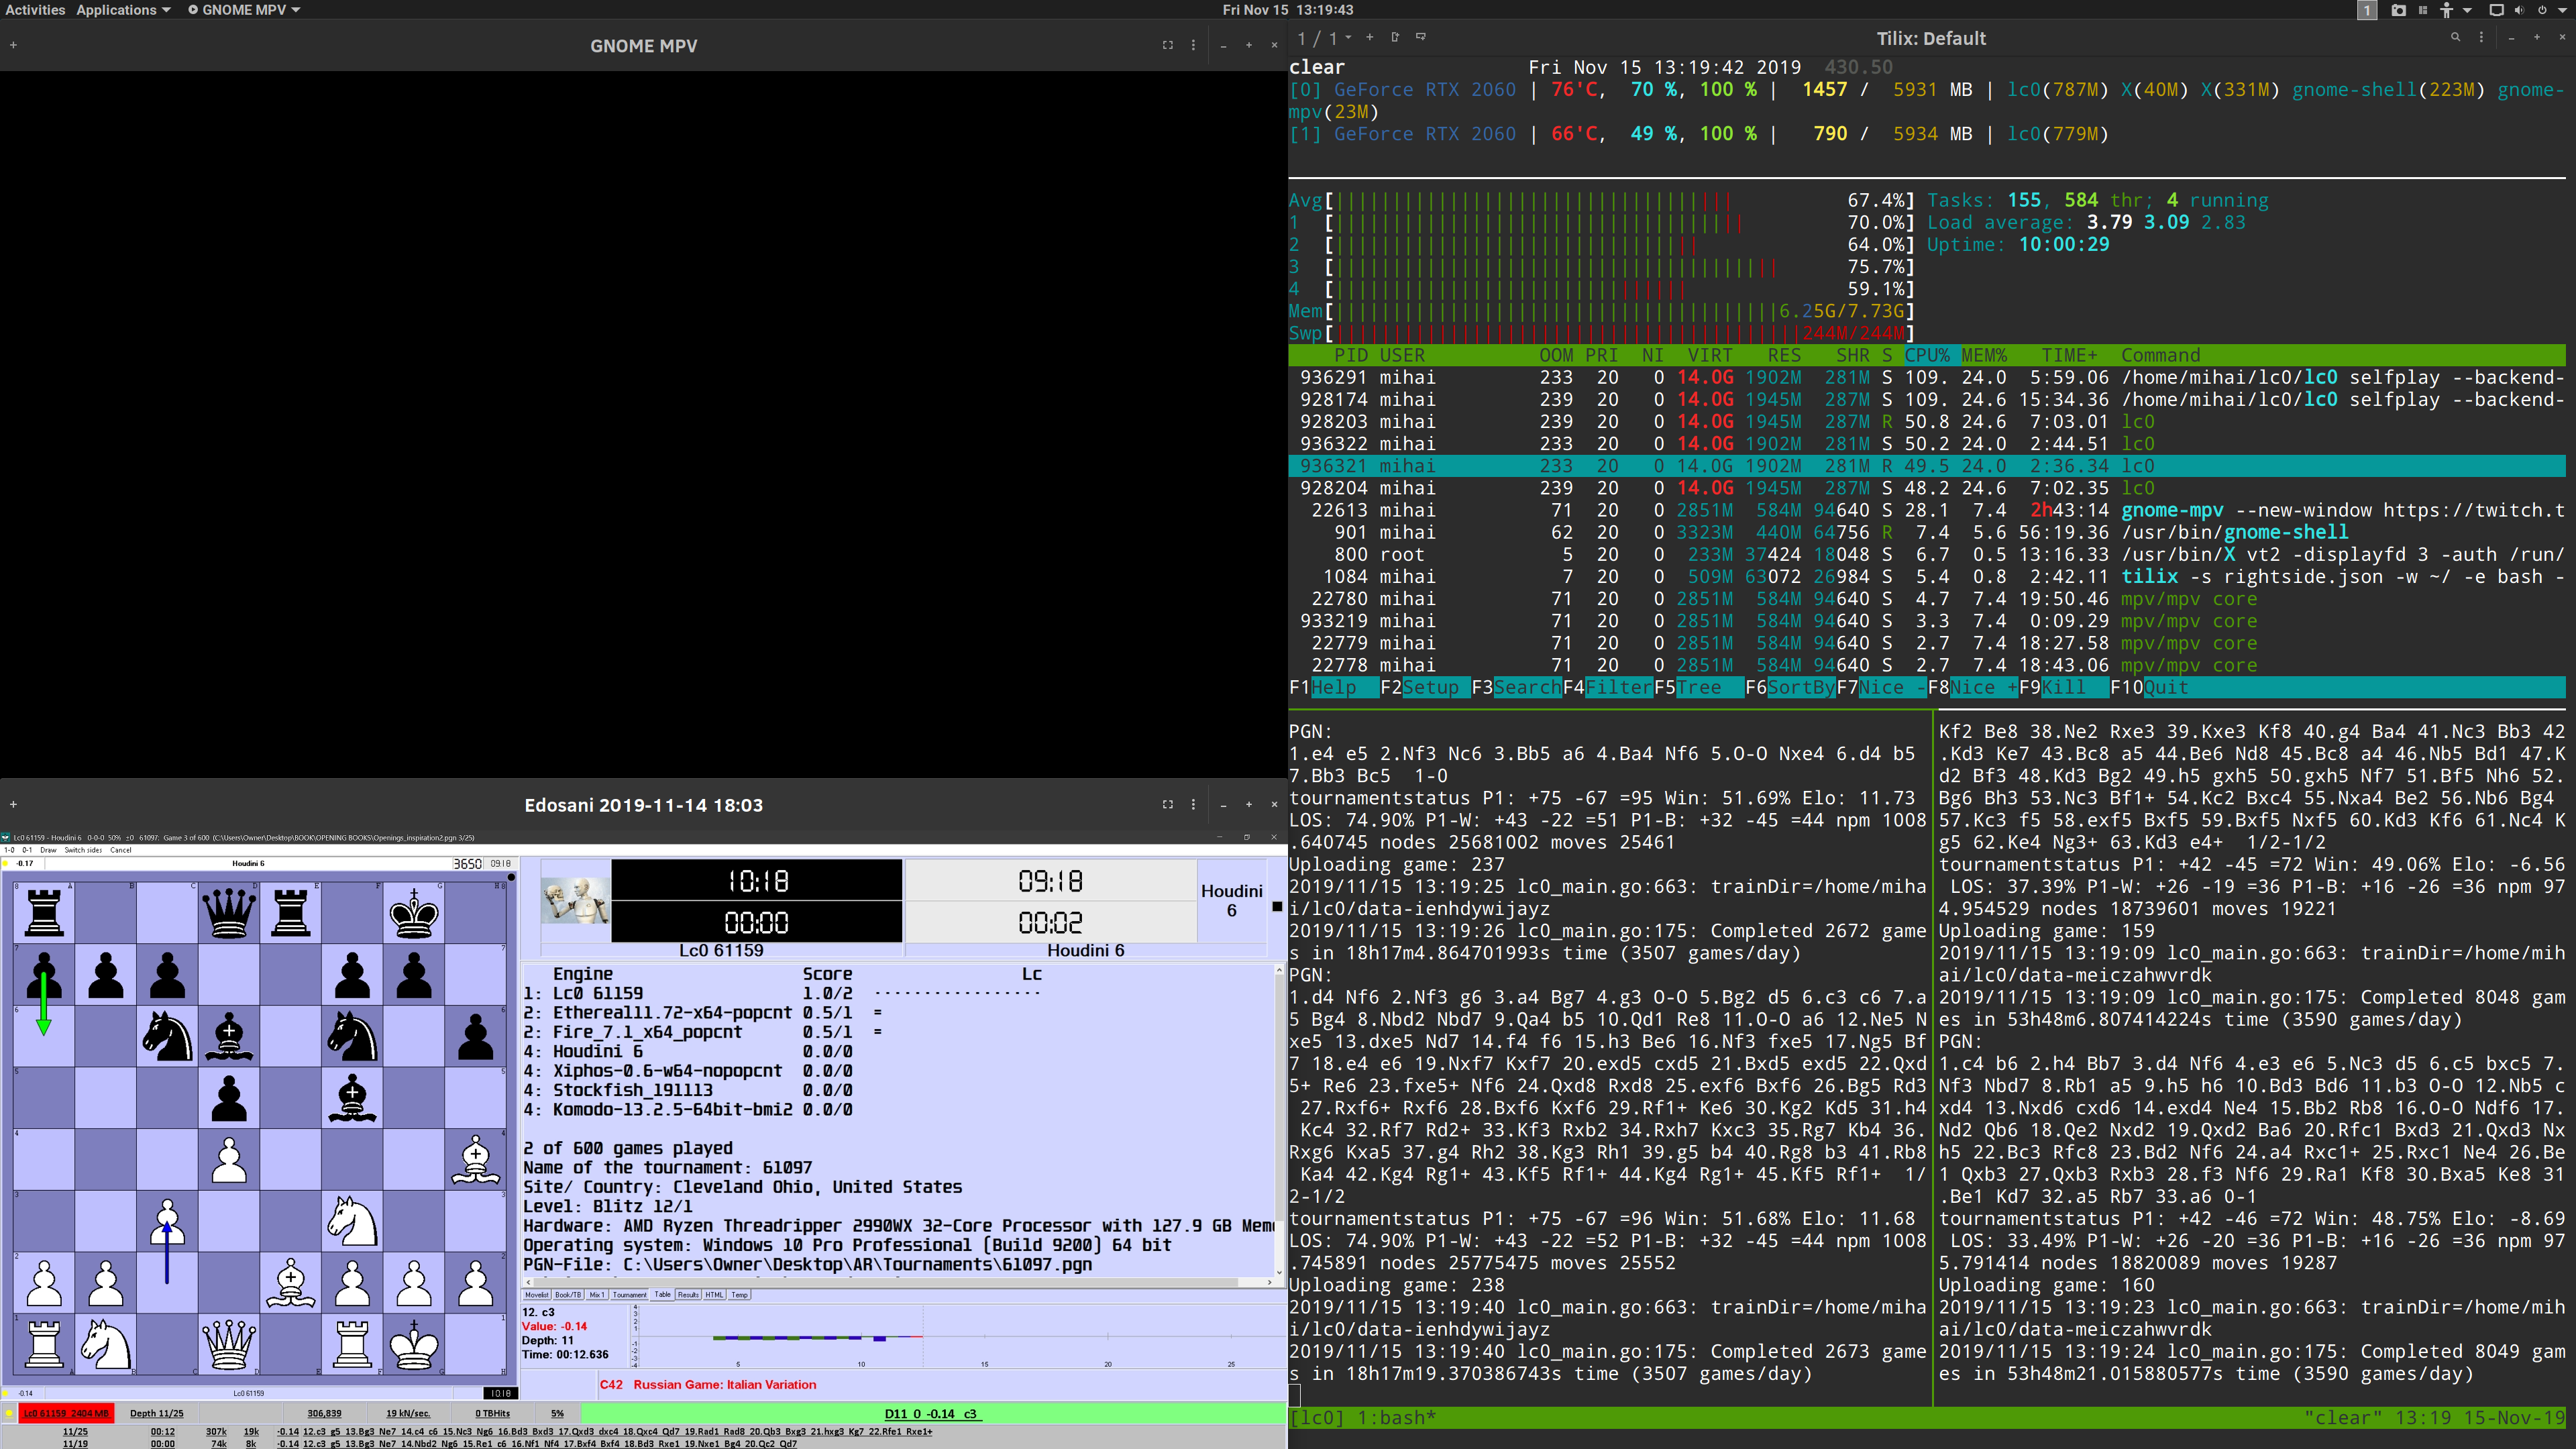 Activities Applications GNOME MPV Fri Nov 15 13:19:43 1
GNOME MPV
1 / 1 Tilix: Default
clear Fri Nov 15 13:19:42 2019 430.50
[0] GeForce RTX 2060 | 76'C, 70 %, 100 % | 1457 / 5931 MB | lc0(787M) X(40M) X(331M) gnome-shell(223M) gnome-
mpv(23M)
[1] GeForce RTX 2060 | 66'C, 49 %, 100 % | 790 / 5934 MB | lc0(779M)
Avg[ 67.4%] Tasks: 155, 584 thr; 4 running
1 [ 70.0%] Load average: 3.79 3.09 2.83
2 [ 64.0%] Uptime: 10:00:29
3 [ 75.7%]
4 [ 59.1%]
Mem[ 6.25G/7.73G]
Swp[ 244M/244M]
PID USER OOM PRI NI VIRT RES SHR S CPU% MEM% TIME+ Command
936291 mihai 233 20 0 14.0G 1902M 281M S 109. 24.0 5:59.06 /home/mihai/lc0/lc0 selfplay --backend-
928174 mihai 239 20 0 14.0G 1945M 287M S 109. 24.6 15:34.36 /home/mihai/lc0/lc0 selfplay --backend-
928203 mihai 239 20 0 14.0G 1945M 287M R 50.8 24.6 7:03.01 lc0
936322 mihai 233 20 0 14.0G 1902M 281M S 50.2 24.0 2:44.51 lc0
936321 mihai 233 20 0 14.0G 1902M 281M R 49.5 24.0 2:36.34 lc0
928204 mihai 239 20 0 14.0G 1945M 287M S 48.2 24.6 7:02.35 lc0
22613 mihai 71 20 0 2851M 584M 94640 S 28.1 7.4 2h43:14 gnome-mpv --new-window https://twitch.t
901 mihai 62 20 0 3323M 440M 64756 R 7.4 5.6 56:19.36 /usr/bin/gnome-shell
800 root 5 20 0 233M 37424 18048 S 6.7 0.5 13:16.33 /usr/bin/X vt2 -displayfd 3 -auth /run/
1084 mihai 7 20 0 509M 63072 26984 S 5.4 0.8 2:42.11 tilix -s rightside.json -w ~/ -e bash -
22780 mihai 71 20 0 2851M 584M 94640 S 4.7 7.4 19:50.46 mpv/mpv core
933219 mihai 71 20 0 2851M 584M 94640 S 3.3 7.4 0:09.29 mpv/mpv core
22779 mihai 71 20 0 2851M 584M 94640 S 2.7 7.4 18:27.58 mpv/mpv core
22778 mihai 71 20 0 2851M 584M 94640 S 2.7 7.4 18:43.06 mpv/mpv core
F1Help F2Setup F3SearchF4FilterF5Tree F6SortByF7Nice -F8Nice +F9Kill F10Quit
PGN:
1.e4 e5 2.Nf3 Nc6 3.Bb5 a6 4.Ba4 Nf6 5.O-O Nxe4 6.d4 b5
7.Bb3 Bc5 1-0
tournamentstatus P1: +75 -67 =95 Win: 51.69% Elo: 11.73
LOS: 74.90% P1-W: +43 -22 =51 P1-B: +32 -45 =44 npm 1008
.640745 nodes 25681002 moves 25461
Uploading game: 237
2019/11/15 13:19:25 lc0_main.go:663: trainDir=/home/miha
i/lc0/data-ienhdywijayz
2019/11/15 13:19:26 lc0_main.go:175: Completed 2672 game
s in 18h17m4.864701993s time (3507 games/day)
PGN:
1.d4 Nf6 2.Nf3 g6 3.a4 Bg7 4.g3 O-O 5.Bg2 d5 6.c3 c6 7.a
5 Bg4 8.Nbd2 Nbd7 9.Qa4 b5 10.Qd1 Re8 11.O-O a6 12.Ne5 N
xe5 13.dxe5 Nd7 14.f4 f6 15.h3 Be6 16.Nf3 fxe5 17.Ng5 Bf
7 18.e4 e6 19.Nxf7 Kxf7 20.exd5 cxd5 21.Bxd5 exd5 22.Qxd
5+ Re6 23.fxe5+ Nf6 24.Qxd8 Rxd8 25.exf6 Bxf6 26.Bg5 Rd3
27.Rxf6+ Rxf6 28.Bxf6 Kxf6 29.Rf1+ Ke6 30.Kg2 Kd5 31.h4
Kc4 32.Rf7 Rd2+ 33.Kf3 Rxb2 34.Rxh7 Kxc3 35.Rg7 Kb4 36.
Rxg6 Kxa5 37.g4 Rh2 38.Kg3 Rh1 39.g5 b4 40.Rg8 b3 41.Rb8
Ka4 42.Kg4 Rg1+ 43.Kf5 Rf1+ 44.Kg4 Rg1+ 45.Kf5 Rf1+ 1/
2-1/2
tournamentstatus P1: +75 -67 =96 Win: 51.68% Elo: 11.68
LOS: 74.90% P1-W: +43 -22 =52 P1-B: +32 -45 =44 npm 1008
.745891 nodes 25775475 moves 25552
Uploading game: 238
2019/11/15 13:19:40 lc0_main.go:663: trainDir=/home/miha
i/lc0/data-ienhdywijayz
2019/11/15 13:19:40 lc0_main.go:175: Completed 2673 game
s in 18h17m19.370386743s time (3507 games/day)
Kf2 Be8 38.Ne2 Rxe3 39.Kxe3 Kf8 40.g4 Ba4 41.Nc3 Bb3 42
.Kd3 Ke7 43.Bc8 a5 44.Be6 Nd8 45.Bc8 a4 46.Nb5 Bd1 47.K
d2 Bf3 48.Kd3 Bg2 49.h5 gxh5 50.gxh5 Nf7 51.Bf5 Nh6 52.
Bg6 Bh3 53.Nc3 Bf1+ 54.Kc2 Bxc4 55.Nxa4 Be2 56.Nb6 Bg4
57.Kc3 f5 58.exf5 Bxf5 59.Bxf5 Nxf5 60.Kd3 Kf6 61.Nc4 K
g5 62.Ke4 Ng3+ 63.Kd3 e4+ 1/2-1/2
tournamentstatus P1: +42 -45 =72 Win: 49.06% Elo: -6.56
LOS: 37.39% P1-W: +26 -19 =36 P1-B: +16 -26 =36 npm 97
4.954529 nodes 18739601 moves 19221
Uploading game: 159
2019/11/15 13:19:09 lc0_main.go:663: trainDir=/home/mih
ai/lc0/data-meiczahwvrdk
2019/11/15 13:19:09 lc0_main.go:175: Completed 8048 gam
es in 53h48m6.807414224s time (3590 games/day)
PGN:
1.c4 b6 2.h4 Bb7 3.d4 Nf6 4.e3 e6 5.Nc3 d5 6.c5 bxc5 7.
Nf3 Nbd7 8.Rb1 a5 9.h5 h6 10.Bd3 Bd6 11.b3 O-O 12.Nb5 c
xd4 13.Nxd6 cxd6 14.exd4 Ne4 15.Bb2 Rb8 16.O-O Ndf6 17.
Nd2 Qb6 18.Qe2 Nxd2 19.Qxd2 Ba6 20.Rfc1 Bxd3 21.Qxd3 Nx
h5 22.Bc3 Rfc8 23.Bd2 Nf6 24.a4 Rxc1+ 25.Rxc1 Ne4 26.Be
1 Qxb3 27.Qxb3 Rxb3 28.f3 Nf6 29.Ra1 Kf8 30.Bxa5 Ke8 31
.Be1 Kd7 32.a5 Rb7 33.a6 0-1
tournamentstatus P1: +42 -46 =72 Win: 48.75% Elo: -8.69
LOS: 33.49% P1-W: +26 -20 =36 P1-B: +16 -26 =36 npm 97
5.791414 nodes 18820089 moves 19287
Uploading game: 160
2019/11/15 13:19:23 lc0_main.go:663: trainDir=/home/mih
ai/lc0/data-meiczahwvrdk
2019/11/15 13:19:24 lc0_main.go:175: Completed 8049 gam
es in 53h48m21.015880577s time (3590 games/day)
[lc0] 1:bash* "clear" 13:19 15-Nov-19
Edosani 2019-11-14 18:03
Lc0 61159 - Houdini 6 0-0-0 50% ±0 61097: Game 3 of 600 (C:\Users\Owner\Desktop\BOOK\OPENING BOOKS\Openings_inspiration2.pgn 3/25)
1-0 0-1 Draw Switch sides Cancel
-0.17 Houdini 6 3650 09:18
10:18 09:18 Houdini 6
00:00 00:02
Lc0 61159 Houdini 6
Engine Score Lc
1: Lc0 61159 1.0/2 ------------------
2: Ethereal11.72-x64-popcnt 0.5/1 =
2: Fire_7.1_x64_popcnt 0.5/1 =
4: Houdini 6 0.0/0
4: Xiphos-0.6-w64-nopopcnt 0.0/0
4: Stockfish_191113 0.0/0
4: Komodo-13.2.5-64bit-bmi2 0.0/0
2 of 600 games played
Name of the tournament: 61097
Site/ Country: Cleveland Ohio, United States
Level: Blitz 12/1
Hardware: AMD Ryzen Threadripper 2990WX 32-Core Processor with 127.9 GB Mem
Operating system: Windows 10 Pro Professional (Build 9200) 64 bit
PGN-File: C:\Users\Owner\Desktop\AR\Tournaments\61097.pgn
Movelist Book/TB Mix 1 Tournament Table Results HTML Temp
12. c3
Value: -0.14
Depth: 11
Time: 00:12.636
5 10 15 20 25
C42 Russian Game: Italian Variation
-0.14 Lc0 61159 10:18
Lc0 61159 2404 MB Depth 11/25 306,839 19 kN/sec. 0 TBHits 5% D11 0 -0.14 c3
11/25 00:12 307k 19k -0.14 12.c3 g5 13.Bg3 Ne7 14.c4 c6 15.Nc3 Ng6 16.Bd3 Bxd3 17.Qxd3 dxc4 18.Qxc4 Qd7 19.Rad1 Rad8 20.Qb3 Bxg3 21.hxg3 Kg7 22.Rfe1 Rxe1+
11/19 00:00 74k 8k -0.14 12.c3 g5 13.Bg3 Ne7 14.Nbd2 Ng6 15.Re1 c6 16.Nf1 Nf4 17.Bxf4 Bxf4 18.Bd3 Rxe1 19.Nxe1 Bg4 20.Qc2 Qd7